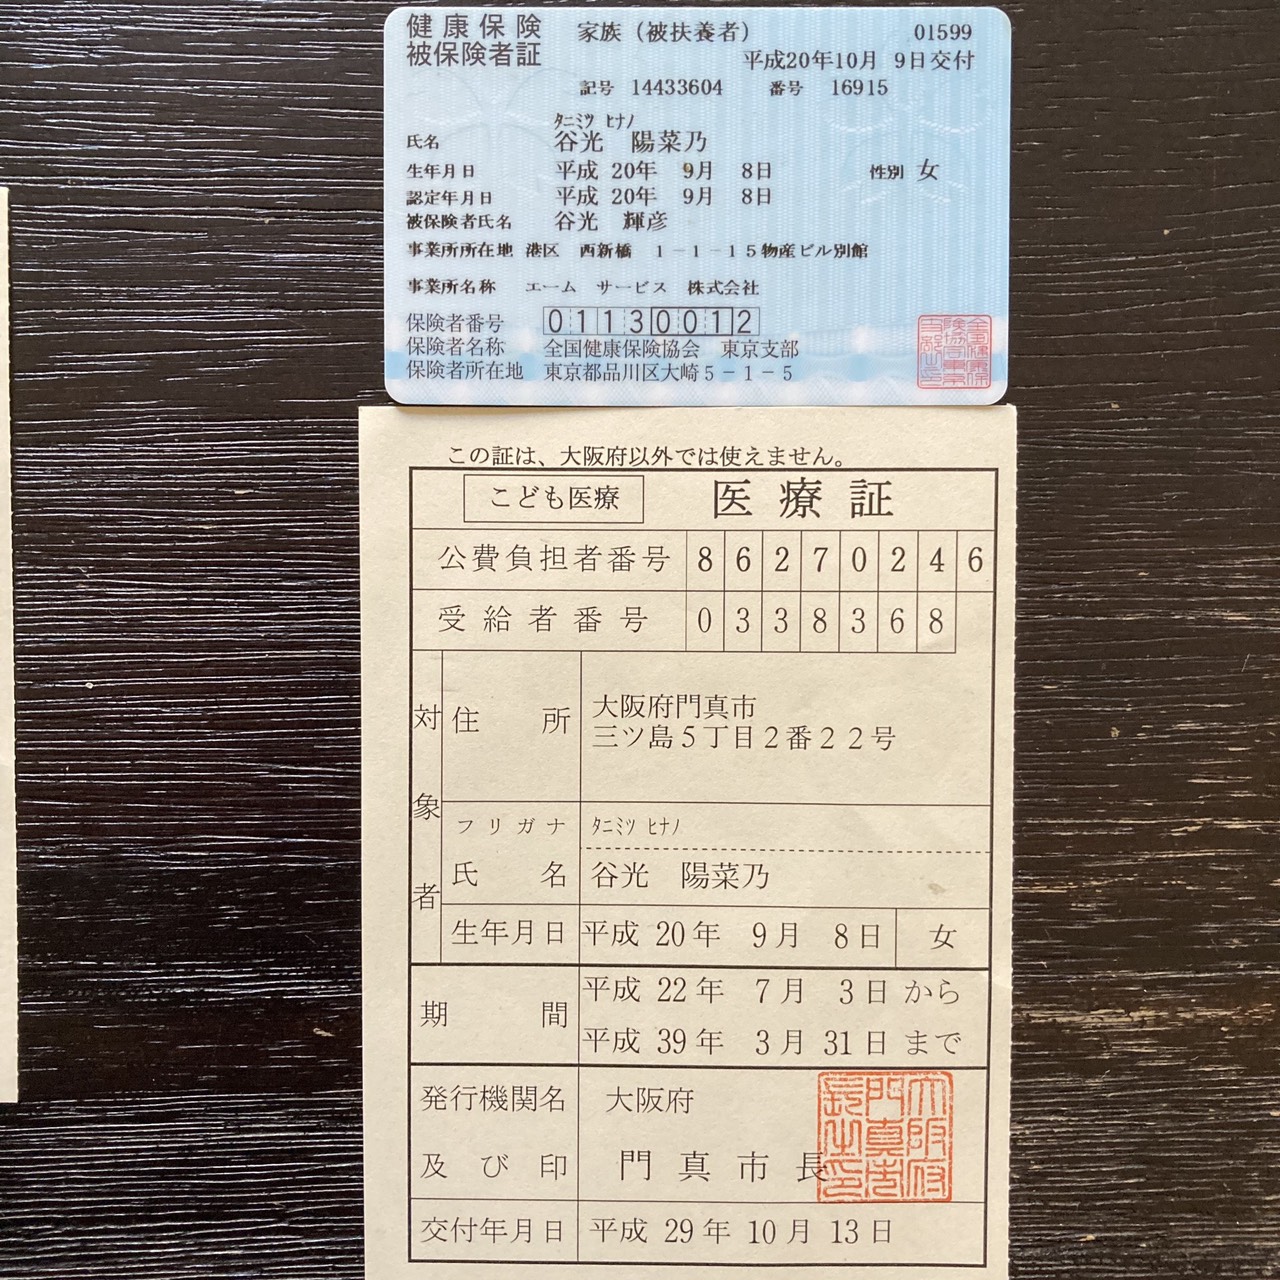 健康保険 家族（被扶養者） 01599
被保険者証 平成20年10月 9日交付
記号 14433604 番号 16915
ﾀﾆﾐﾂ ﾋﾅﾉ
氏名 谷光 陽菜乃
生年月日 平成 20年 9月 8日 性別 女
認定年月日 平成 20年 9月 8日
被保険者氏名 谷光 輝彦
事業所所在地 港区 西新橋 １－１－１５物産ビル別館
事業所名称 エーム サービス 株式会社
保険者番号 01130012
保険者名称 全国健康保険協会 東京支部
保険者所在地 東京都品川区大崎５－１－５
この証は、大阪府以外では使えません。
こども医療 医療証
公費負担者番号 86270246
受給者番号 0338368
対象者
住所 大阪府門真市
三ツ島５丁目２番２２号
フリガナ ﾀﾆﾐﾂ ﾋﾅﾉ
氏名 谷光 陽菜乃
生年月日 平成 20年 9月 8日 女
期間 平成 22年 7月 3日 から
平成 39年 3月 31日 まで
発行機関名 大阪府
及び印 門真市長
大阪府門真市長之印
交付年月日 平成 29年 10月 13日